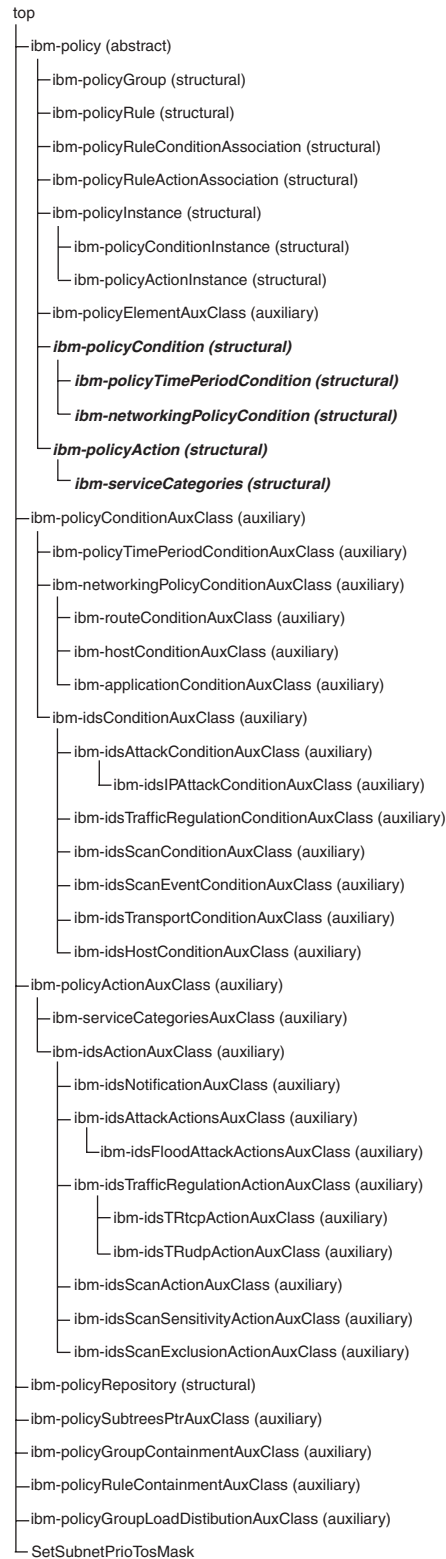 top
ibm-policy (abstract)
ibm-policyGroup (structural)
ibm-policyRule (structural)
ibm-policyRuleConditionAssociation (structural)
ibm-policyRuleActionAssociation (structural)
ibm-policyInstance (structural)
ibm-policyConditionInstance (structural)
ibm-policyActionInstance (structural)
ibm-policyElementAuxClass (auxiliary)
ibm-policyCondition (structural)
ibm-policyTimePeriodCondition (structural)
ibm-networkingPolicyCondition (structural)
ibm-policyAction (structural)
ibm-serviceCategories (structural)
ibm-policyConditionAuxClass (auxiliary)
ibm-policyTimePeriodConditionAuxClass (auxiliary)
ibm-networkingPolicyConditionAuxClass (auxiliary)
ibm-routeConditionAuxClass (auxiliary)
ibm-hostConditionAuxClass (auxiliary)
ibm-applicationConditionAuxClass (auxiliary)
ibm-idsConditionAuxClass (auxiliary)
ibm-idsAttackConditionAuxClass (auxiliary)
ibm-idsIPAttackConditionAuxClass (auxiliary)
ibm-idsTrafficRegulationConditionAuxClass (auxiliary)
ibm-idsScanConditionAuxClass (auxiliary)
ibm-idsScanEventConditionAuxClass (auxiliary)
ibm-idsTransportConditionAuxClass (auxiliary)
ibm-idsHostConditionAuxClass (auxiliary)
ibm-policyActionAuxClass (auxiliary)
ibm-serviceCategoriesAuxClass (auxiliary)
ibm-idsActionAuxClass (auxiliary)
ibm-idsNotificationAuxClass (auxiliary)
ibm-idsAttackActionsAuxClass (auxiliary)
ibm-idsFloodAttackActionsAuxClass (auxiliary)
ibm-idsTrafficRegulationActionAuxClass (auxiliary)
ibm-idsTRtcpActionAuxClass (auxiliary)
ibm-idsTRudpActionAuxClass (auxiliary)
ibm-idsScanActionAuxClass (auxiliary)
ibm-idsScanSensitivityActionAuxClass (auxiliary)
ibm-idsScanExclusionActionAuxClass (auxiliary)
ibm-policyRepository (structural)
ibm-policySubtreesPtrAuxClass (auxiliary)
ibm-policyGroupContainmentAuxClass (auxiliary)
ibm-policyRuleContainmentAuxClass (auxiliary)
ibm-policyGroupLoadDistibutionAuxClass (auxiliary)
SetSubnetPrioTosMask